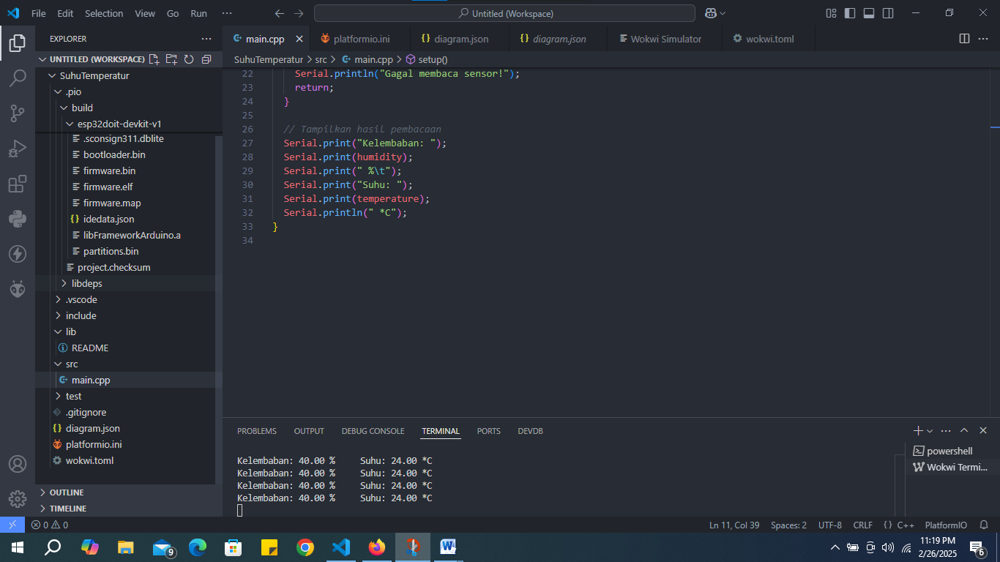 File Edit Selection View Go Run ··· Untitled (Workspace)
EXPLORER
UNTITLED (WORKSPACE)
SuhuTemperatur
.pio
build
esp32doit-devkit-v1
.sconsign311.dblite
bootloader.bin
firmware.bin
firmware.elf
firmware.map
idedata.json
libFrameworkArduino.a
partitions.bin
project.checksum
libdeps
.vscode
include
lib
README
src
main.cpp
test
.gitignore
diagram.json
platformio.ini
wokwi.toml
OUTLINE
TIMELINE
main.cpp platformio.ini diagram.json diagram.json Wokwi Simulator wokwi.toml
SuhuTemperatur > src > main.cpp > setup()
22 Serial.println("Gagal membaca sensor!");
23 return;
24 }
25
26 // Tampilkan hasil pembacaan
27 Serial.print("Kelembaban: ");
28 Serial.print(humidity);
29 Serial.print(" %\t");
30 Serial.print("Suhu: ");
31 Serial.print(temperature);
32 Serial.println(" *C");
33 }
34
PROBLEMS OUTPUT DEBUG CONSOLE TERMINAL PORTS DEVDB
Kelembaban: 40.00 % Suhu: 24.00 *C
Kelembaban: 40.00 % Suhu: 24.00 *C
Kelembaban: 40.00 % Suhu: 24.00 *C
Kelembaban: 40.00 % Suhu: 24.00 *C
powershell
Wokwi Termi...
0 0 Ln 11, Col 39 Spaces: 2 UTF-8 CRLF {} C++ PlatformIO
9
11:19 PM
2/26/2025
6